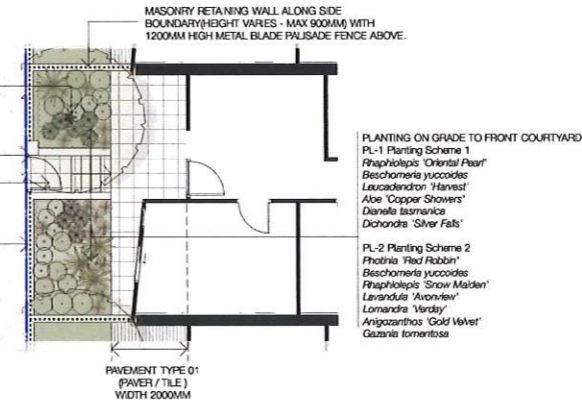 MASONRY RETA NING WALL ALONG SIDE
BOUNDARY(HEIGHT VARIES - MAX 900MM) WITH
1200MM HIGH METAL BLADE PALISADE FENCE ABOVE.
PLANTING ON GRADE TO FRONT COURTYARD
PL-1 Planting Scheme 1
Rhaphiolepis 'Oriental Pearl'
Beschorneria yuccoides
Leucadendron 'Harvest'
Aloe 'Copper Showers'
Dianella tasmanica
Dichondra 'Silver Falls'
PL-2 Planting Scheme 2
Photinia 'Red Robbin'
Beschorneria yuccoides
Rhaphiolepis 'Snow Maiden'
Lavandula 'Avonview'
Lomandra 'Verday'
Anigozanthos 'Gold Velvet'
Gazania tomentosa
PAVEMENT TYPE 01
(PAVER / TILE )
WIDTH 2000MM